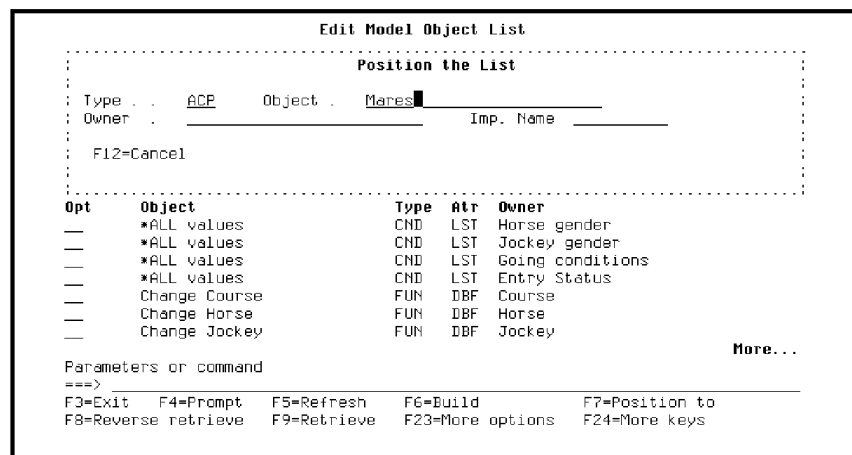 Edit Model Object List
Position the List
Type . . ACP Object . Mares
Owner . Imp. Name
F12=Cancel
Opt Object Type Atr Owner
*ALL values CND LST Horse gender
*ALL values CND LST Jockey gender
*ALL values CND LST Going conditions
*ALL values CND LST Entry Status
Change Course FUN DBF Course
Change Horse FUN DBF Horse
Change Jockey FUN DBF Jockey
More...
Parameters or command
===>
F3=Exit F4=Prompt F5=Refresh F6=Build F7=Position to
F8=Reverse retrieve F9=Retrieve F23=More options F24=More keys